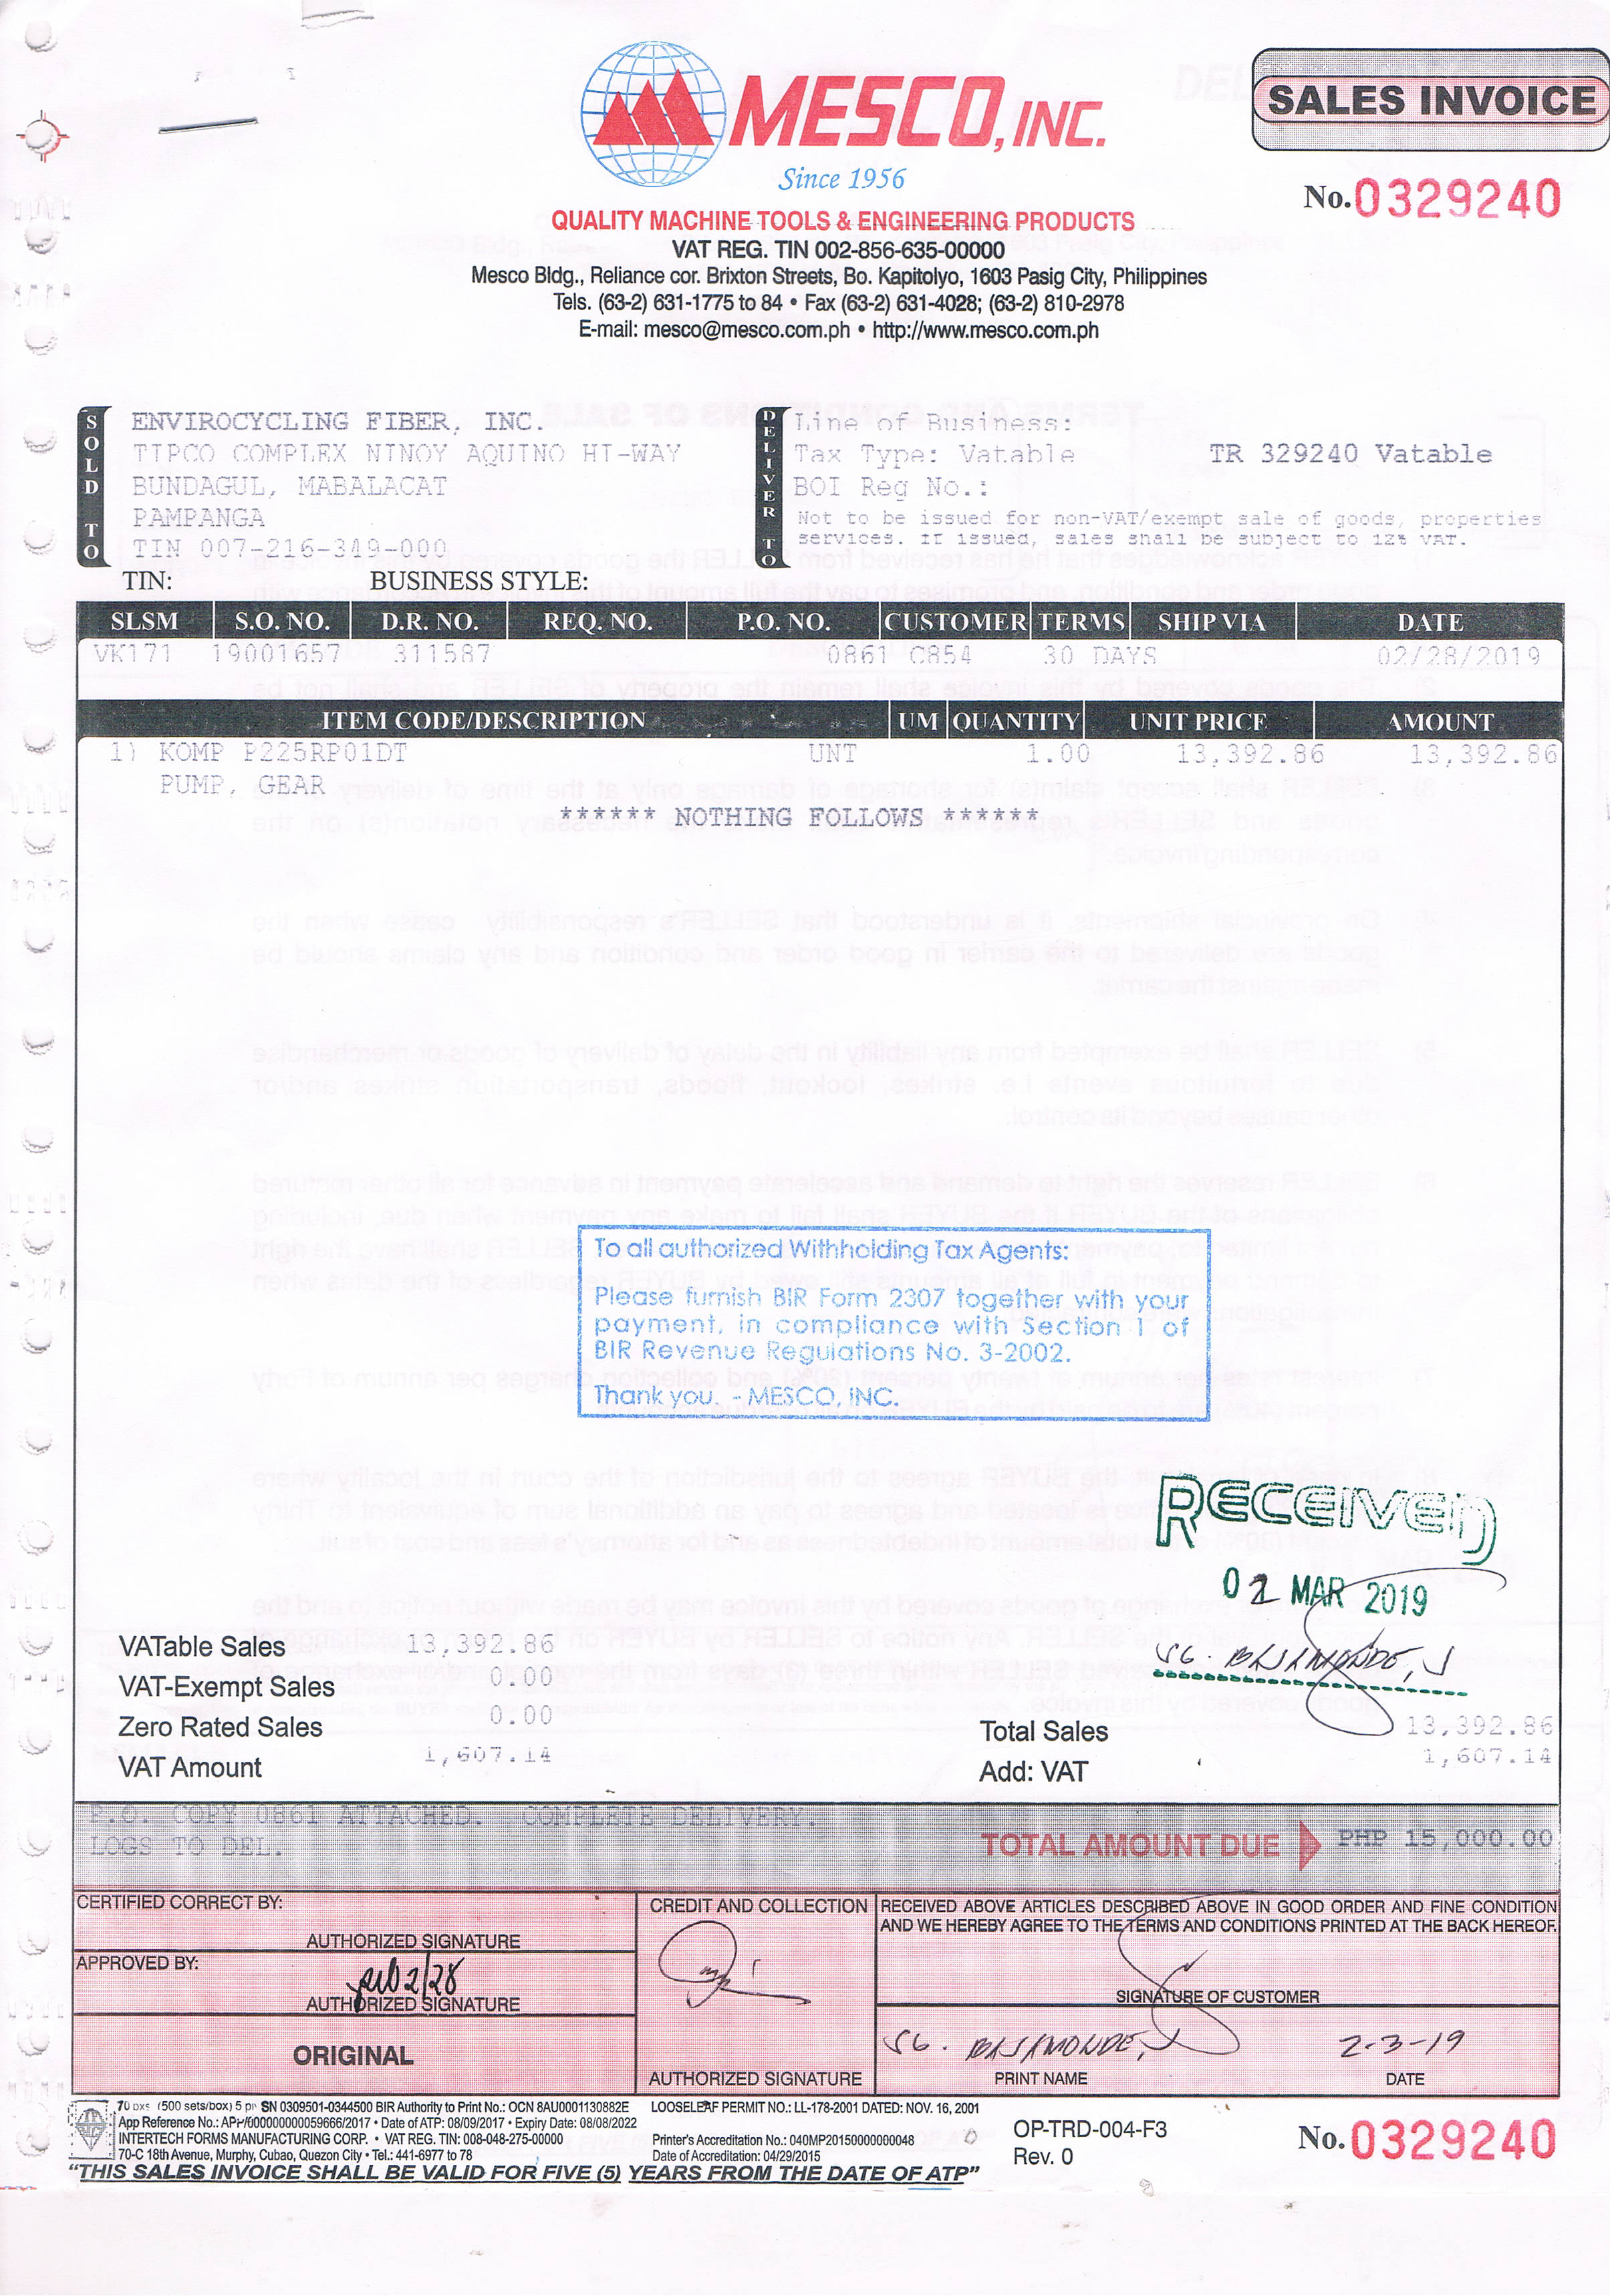 MESCO, INC.
Since 1956
SALES INVOICE
No.0329240
QUALITY MACHINE TOOLS & ENGINEERING PRODUCTS
VAT REG. TIN 002-856-635-00000
Mesco Bldg., Reliance cor. Brixton Streets, Bo. Kapitolyo, 1603 Pasig City, Philippines
Tels. (63-2) 631-1775 to 84 • Fax (63-2) 631-4028; (63-2) 810-2978
E-mail: mesco@mesco.com.ph • http://www.mesco.com.ph
SOLD TO
ENVIROCYCLING FIBER, INC.
TIPCO COMPLEX NINOY AQUINO HI-WAY
BUNDAGUL, MABALACAT
PAMPANGA
TIN 007-216-349-000
TIN: BUSINESS STYLE:
DELIVER TO
Line of Business:
Tax Type: Vatable TR 329240 Vatable
BOI Reg No.:
Not to be issued for non-VAT/exempt sale of goods, properties
services. If issued, sales shall be subject to 12% VAT.
SLSM S.O. NO. D.R. NO. REQ. NO. P.O. NO. CUSTOMER TERMS SHIP VIA DATE
VK171 19001657 311587 0861 C854 30 DAYS 02/28/2019
ITEM CODE/DESCRIPTION UM QUANTITY UNIT PRICE AMOUNT
1) KOMP P225RP01DT UNT 1.00 13,392.86 13,392.86
PUMP, GEAR
****** NOTHING FOLLOWS ******
To all authorized Withholding Tax Agents:
Please furnish BIR Form 2307 together with your
payment, in compliance with Section 1 of
BIR Revenue Regulations No. 3-2002.
Thank you. - MESCO, INC.
RECEIVED
02 MAR 2019
SG. BAJAMONDE, J
VATable Sales 13,392.86
VAT-Exempt Sales 0.00
Zero Rated Sales 0.00
VAT Amount 1,607.14
Total Sales 13,392.86
Add: VAT 1,607.14
P.O. COPY 0861 ATTACHED. COMPLETE DELIVERY.
LOGS TO DEL.
TOTAL AMOUNT DUE PHP 15,000.00
CERTIFIED CORRECT BY:
AUTHORIZED SIGNATURE
APPROVED BY:
2/28
AUTHORIZED SIGNATURE
ORIGINAL
CREDIT AND COLLECTION
AUTHORIZED SIGNATURE
RECEIVED ABOVE ARTICLES DESCRIBED ABOVE IN GOOD ORDER AND FINE CONDITION
AND WE HEREBY AGREE TO THE TERMS AND CONDITIONS PRINTED AT THE BACK HEREOF.
SIGNATURE OF CUSTOMER
SG. BAJAMONDE, J 2-3-19
PRINT NAME DATE
70 bxs (500 sets/box) 5 pl SN 0309501-0344500 BIR Authority to Print No.: OCN 8AU0001130882E
App Reference No.: APH/00000000059666/2017 • Date of ATP: 08/09/2017 • Expiry Date: 08/08/2022
INTERTECH FORMS MANUFACTURING CORP. • VAT REG. TIN: 008-048-275-00000
70-C 18th Avenue, Murphy, Cubao, Quezon City • Tel.: 441-6977 to 78
LOOSELEAF PERMIT NO.: LL-178-2001 DATED: NOV. 16, 2001
Printer's Accreditation No.: 040MP20150000000048
Date of Accreditation: 04/29/2015
OP-TRD-004-F3
Rev. 0
No.0329240
"THIS SALES INVOICE SHALL BE VALID FOR FIVE (5) YEARS FROM THE DATE OF ATP"